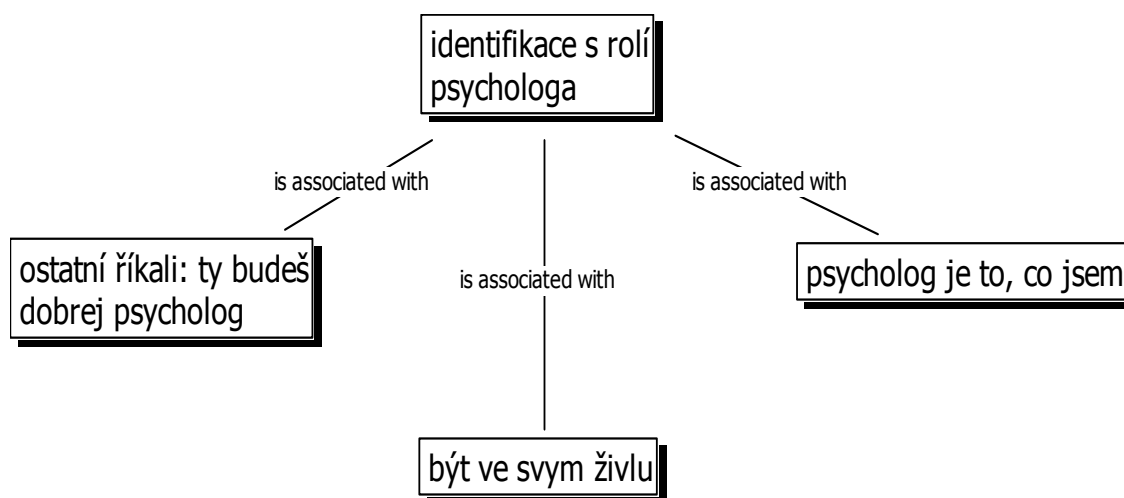 identifikace s rolí
psychologa
is associated with
is associated with
ostatní říkali: ty budeš
dobrej psycholog
is associated with
psycholog je to, co jsem
být ve svym živlu